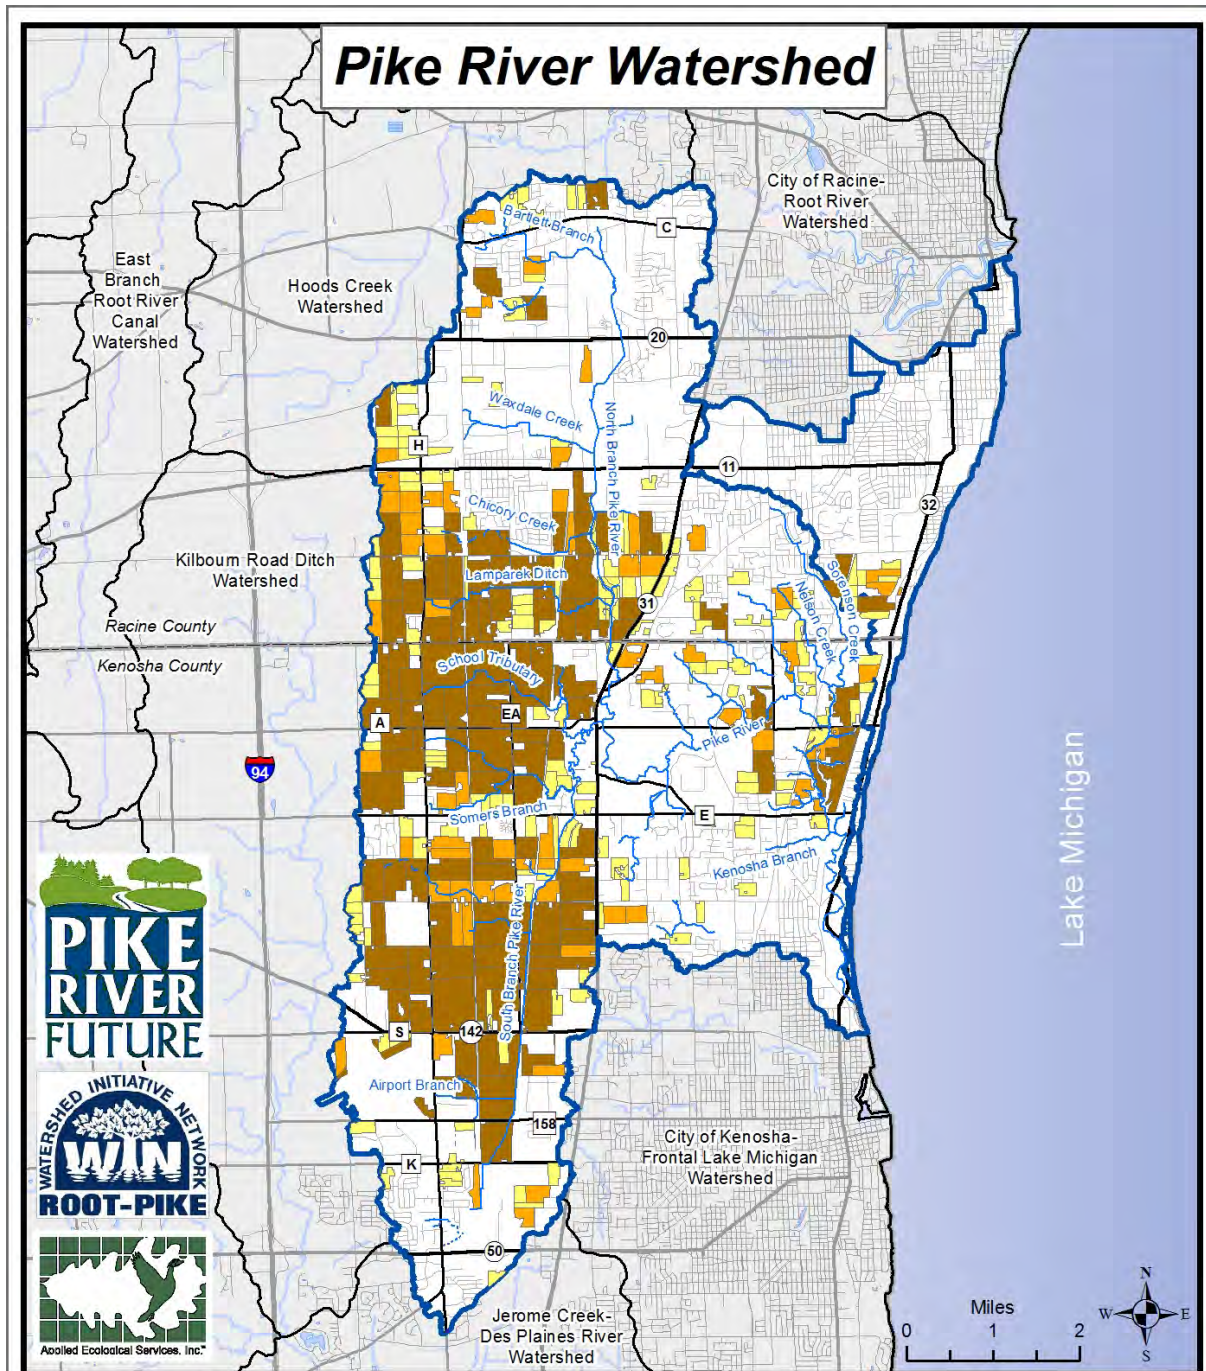 Pike River Watershed
City of Racine-
Root River
Watershed
Bartlett Branch
C
East
Branch
Root River
Canal
Watershed
Hoods Creek
Watershed
20
Waxdale Creek
North Branch Pike River
H
11
32
Chicory Creek
Kilbourn Road Ditch
Watershed
Lamparek Ditch
Sorenson Creek
Nelson Creek
31
Racine County
Kenosha County
School Tributary
A
EA
Pike River
94
Lake Michigan
Somers Branch
E
Kenosha Branch
PIKE
RIVER
FUTURE
South Branch Pike River
S
142
Airport Branch
158
WATERSHED INITIATIVE NETWORK
WIN
ROOT-PIKE
City of Kenosha-
Frontal Lake Michigan
Watershed
K
50
Jerome Creek-
Des Plaines River
Watershed
Applied Ecological Services, Inc.™
Miles
0 1 2
N
W E
S